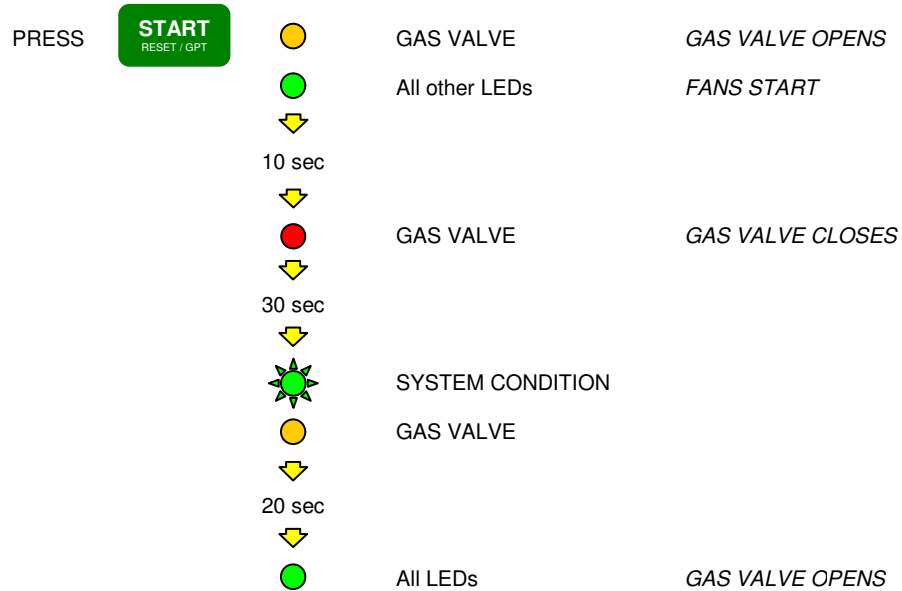 PRESS START RESET / GPT GAS VALVE GAS VALVE OPENS
All other LEDs FANS START
10 sec
GAS VALVE GAS VALVE CLOSES
30 sec
SYSTEM CONDITION
GAS VALVE
20 sec
All LEDs GAS VALVE OPENS